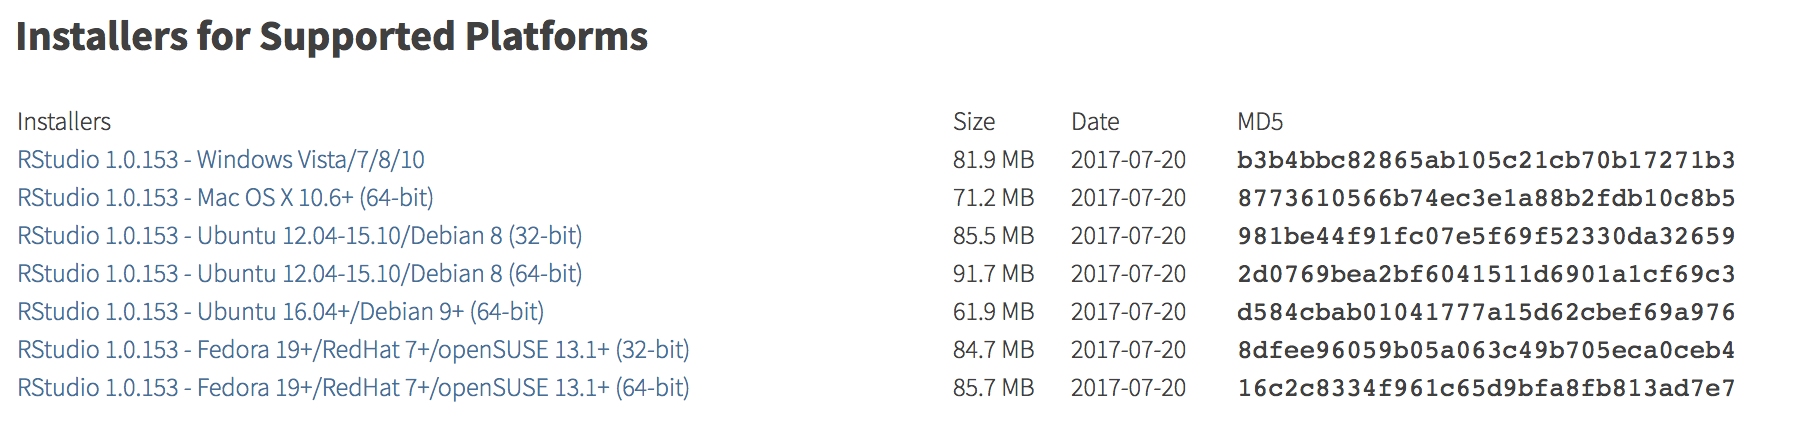 Installers for Supported Platforms
Installers Size Date MD5
RStudio 1.0.153 - Windows Vista/7/8/10 81.9 MB 2017-07-20 b3b4bbc82865ab105c21cb70b17271b3
RStudio 1.0.153 - Mac OS X 10.6+ (64-bit) 71.2 MB 2017-07-20 8773610566b74ec3e1a88b2fdb10c8b5
RStudio 1.0.153 - Ubuntu 12.04-15.10/Debian 8 (32-bit) 85.5 MB 2017-07-20 981be44f91fc07e5f69f52330da32659
RStudio 1.0.153 - Ubuntu 12.04-15.10/Debian 8 (64-bit) 91.7 MB 2017-07-20 2d0769bea2bf6041511d6901a1cf69c3
RStudio 1.0.153 - Ubuntu 16.04+/Debian 9+ (64-bit) 61.9 MB 2017-07-20 d584cbab01041777a15d62cbef69a976
RStudio 1.0.153 - Fedora 19+/RedHat 7+/openSUSE 13.1+ (32-bit) 84.7 MB 2017-07-20 8dfee96059b05a063c49b705eca0ceb4
RStudio 1.0.153 - Fedora 19+/RedHat 7+/openSUSE 13.1+ (64-bit) 85.7 MB 2017-07-20 16c2c8334f961c65d9bfa8fb813ad7e7